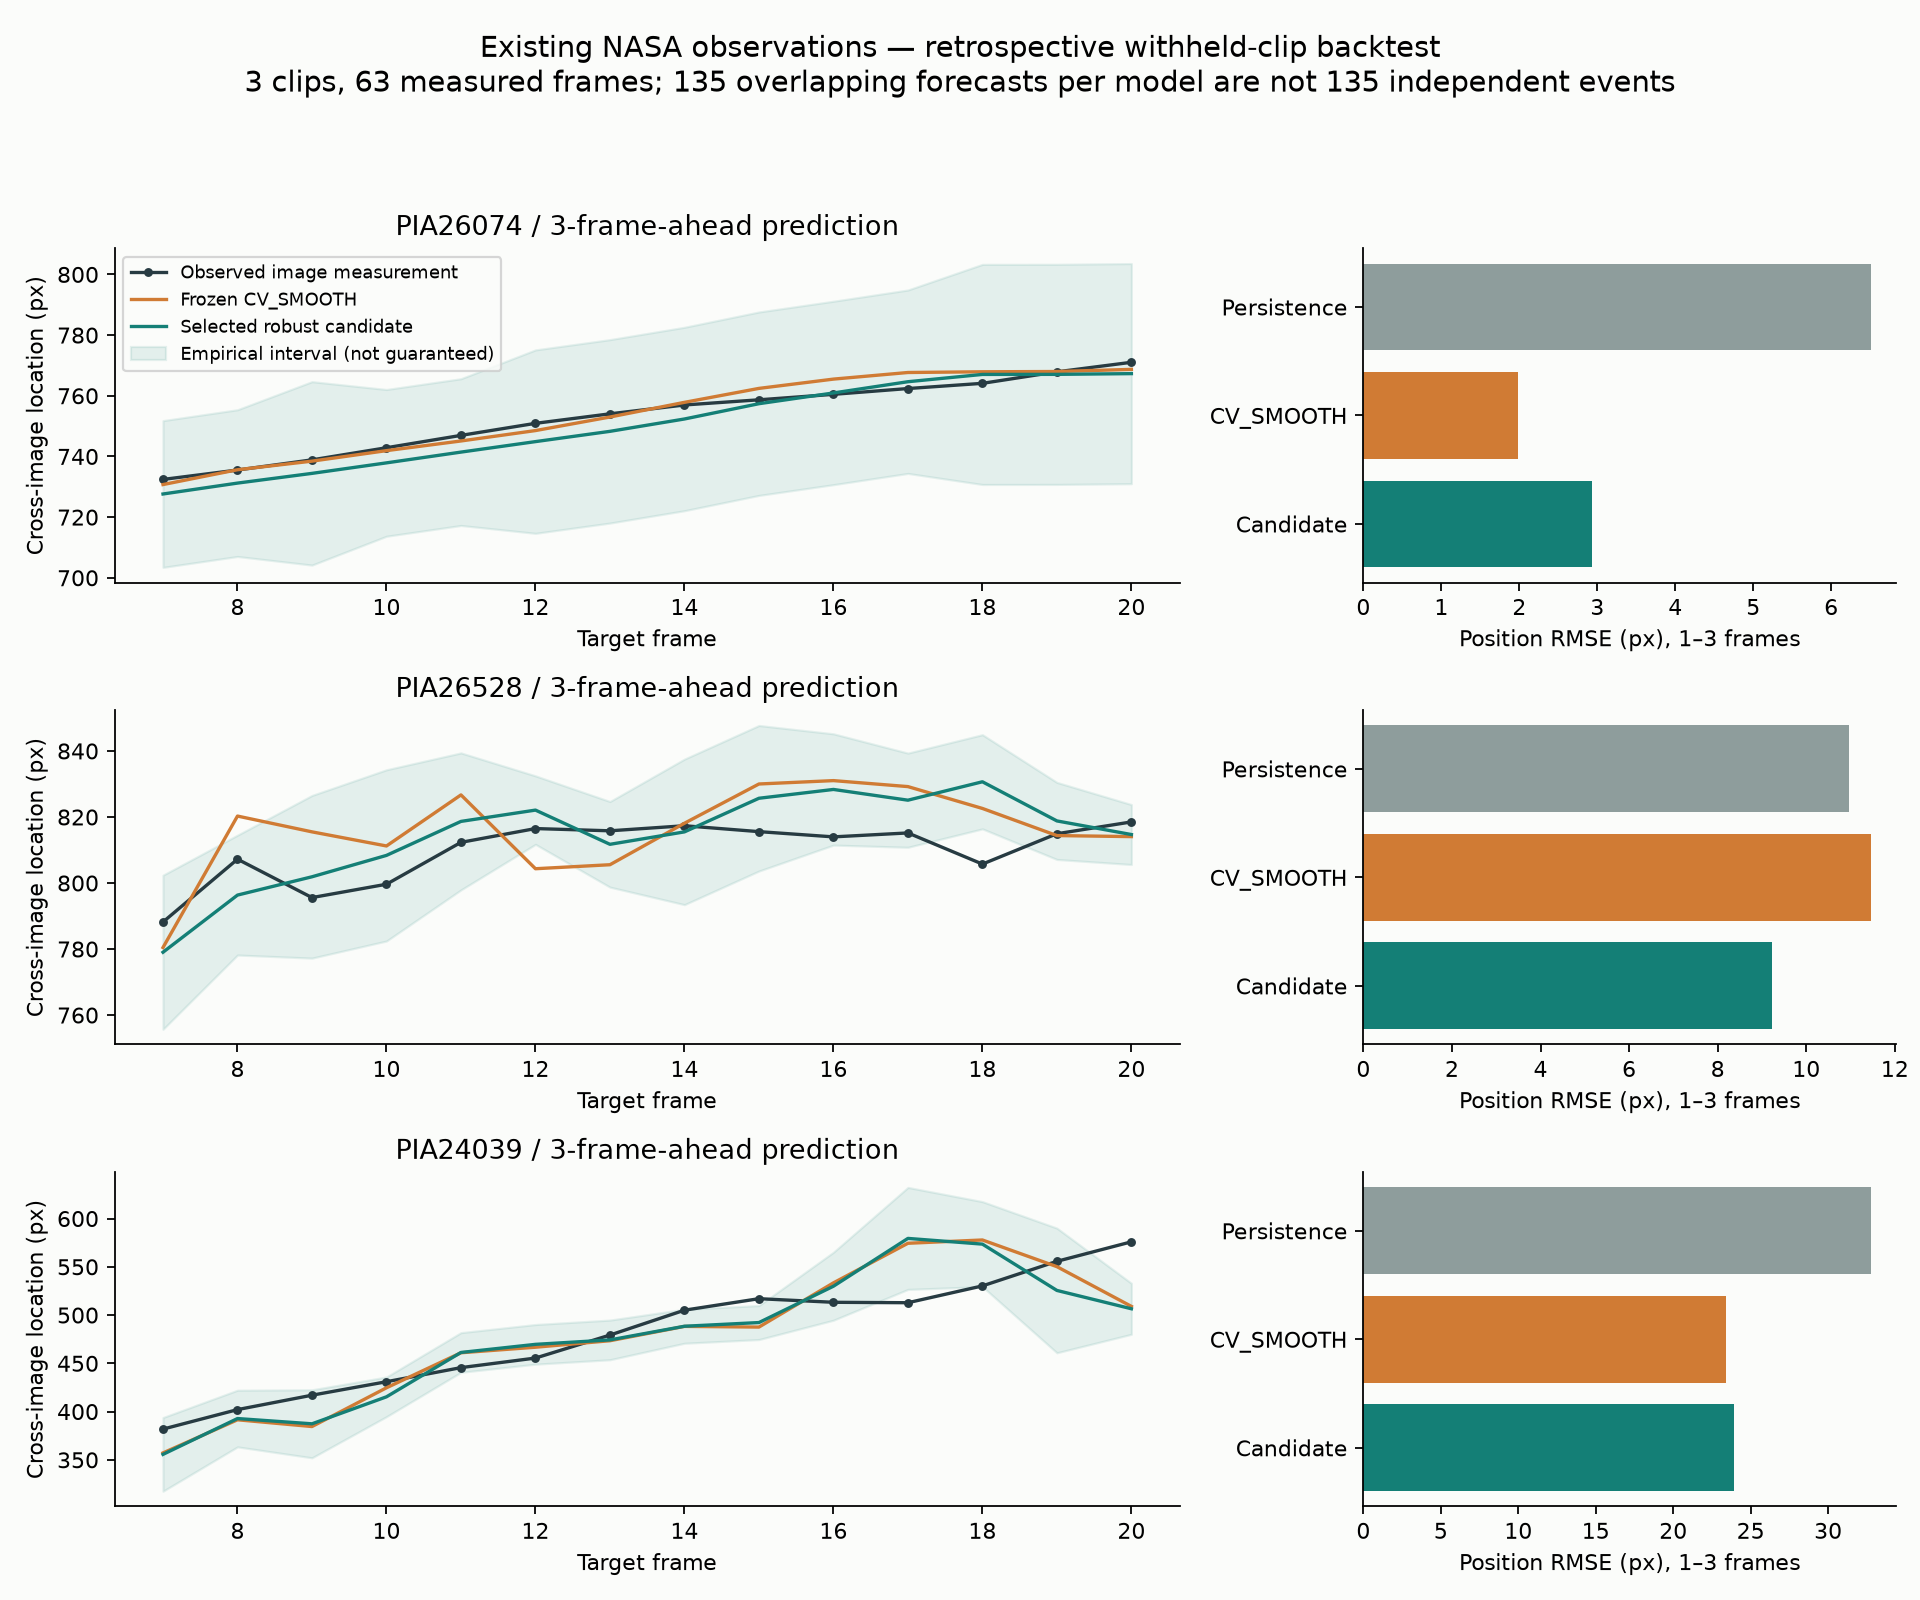 Existing NASA observations — retrospective withheld-clip backtest
3 clips, 63 measured frames; 135 overlapping forecasts per model are not 135 independent events
PIA26074 / 3-frame-ahead prediction
Cross-image location (px)
800
780
760
740
720
700
Observed image measurement
Frozen CV_SMOOTH
Selected robust candidate
Empirical interval (not guaranteed)
8 10 12 14 16 18 20
Target frame
Persistence
CV_SMOOTH
Candidate
0 1 2 3 4 5 6
Position RMSE (px), 1–3 frames
PIA26528 / 3-frame-ahead prediction
Cross-image location (px)
840
820
800
780
760
8 10 12 14 16 18 20
Target frame
Persistence
CV_SMOOTH
Candidate
0 2 4 6 8 10 12
Position RMSE (px), 1–3 frames
PIA24039 / 3-frame-ahead prediction
Cross-image location (px)
600
550
500
450
400
350
8 10 12 14 16 18 20
Target frame
Persistence
CV_SMOOTH
Candidate
0 5 10 15 20 25 30
Position RMSE (px), 1–3 frames